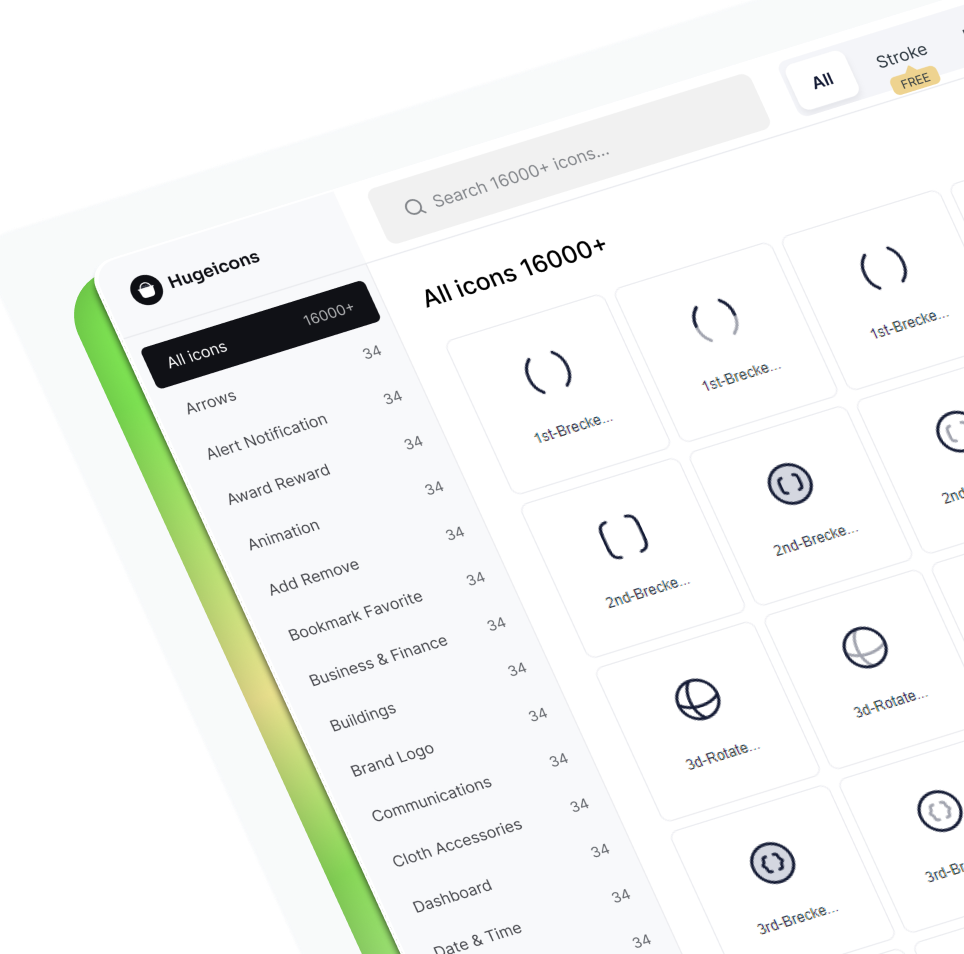 All
Stroke
FREE
Search 16000+ icons...
Hugeicons
All icons 16000+
All icons 16000+
Arrows 34
Alert Notification 34
Award Reward 34
Animation 34
Add Remove 34
Bookmark Favorite 34
Business & Finance 34
Buildings 34
Brand Logo 34
Communications 34
Cloth Accessories 34
Dashboard 34
Date & Time 34
34
1st-Brecke...
1st-Brecke...
1st-Brecke...
2nd-Brecke...
2nd-Brecke...
2nd
3d-Rotate...
3d-Rotate...
3rd-Brecke...
3rd-Br